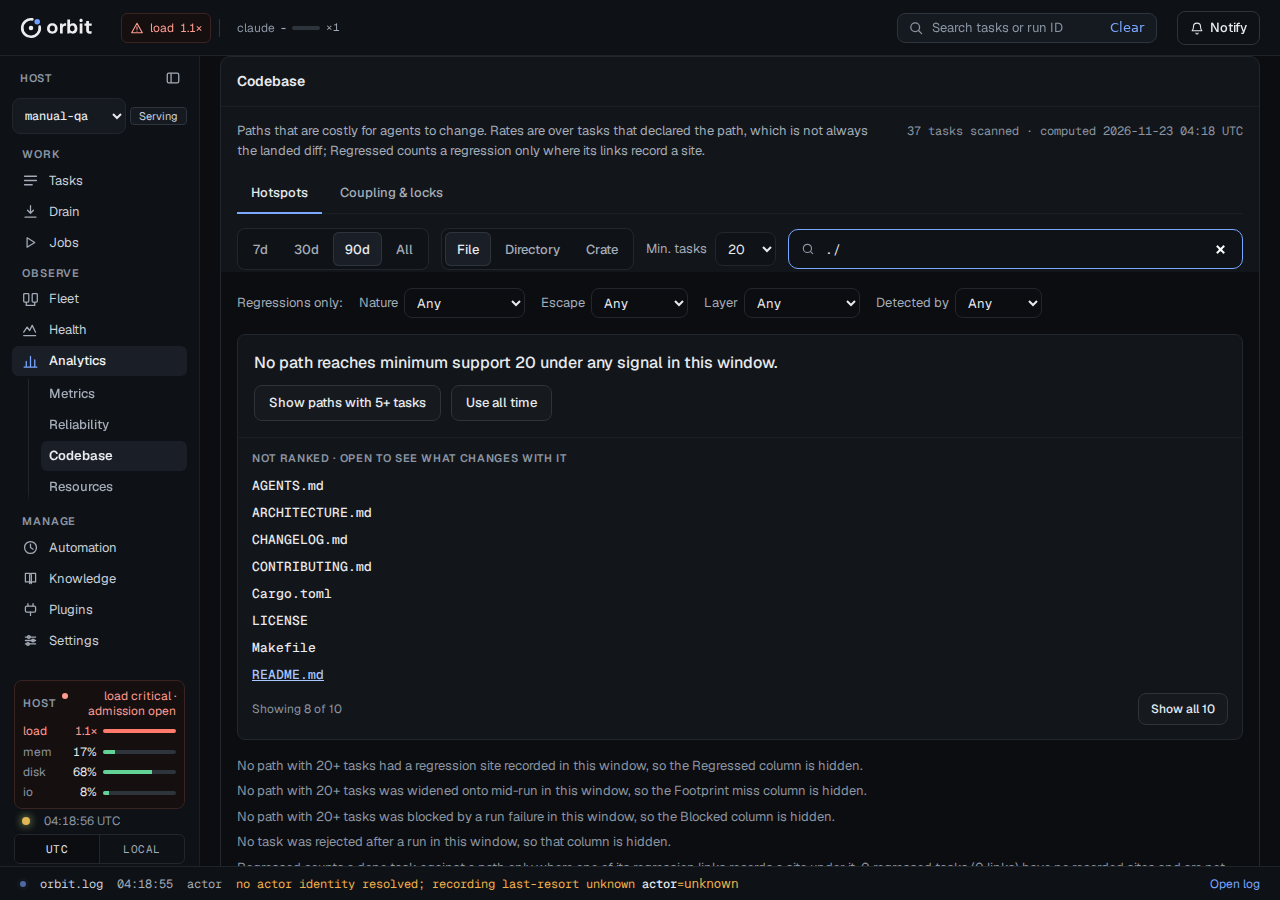 orbit
load 1.1×
claude - ×1
Search tasks or run ID
Clear
Notify
HOST
manual-qa
Serving
WORK
Tasks
Drain
Jobs
OBSERVE
Fleet
Health
Analytics
Metrics
Reliability
Codebase
Resources
MANAGE
Automation
Knowledge
Plugins
Settings
HOST
load critical ·
admission open
load 1.1×
mem 17%
disk 68%
io 8%
04:18:56 UTC
UTC LOCAL
Codebase
Paths that are costly for agents to change. Rates are over tasks that declared the path, which is not always
the landed diff; Regressed counts a regression only where its links record a site.
37 tasks scanned · computed 2026-11-23 04:18 UTC
Hotspots Coupling & locks
7d 30d 90d All File Directory Crate Min. tasks 20 ./
Regressions only: Nature Any Escape Any Layer Any Detected by Any
No path reaches minimum support 20 under any signal in this window.
Show paths with 5+ tasks Use all time
NOT RANKED · OPEN TO SEE WHAT CHANGES WITH IT
AGENTS.md
ARCHITECTURE.md
CHANGELOG.md
CONTRIBUTING.md
Cargo.toml
LICENSE
Makefile
README.md
Showing 8 of 10
Show all 10
No path with 20+ tasks had a regression site recorded in this window, so the Regressed column is hidden.
No path with 20+ tasks was widened onto mid-run in this window, so the Footprint miss column is hidden.
No path with 20+ tasks was blocked by a run failure in this window, so the Blocked column is hidden.
No task was rejected after a run in this window, so that column is hidden.
orbit.log 04:18:55 actor no actor identity resolved; recording last-resort unknown actor=unknown
Open log